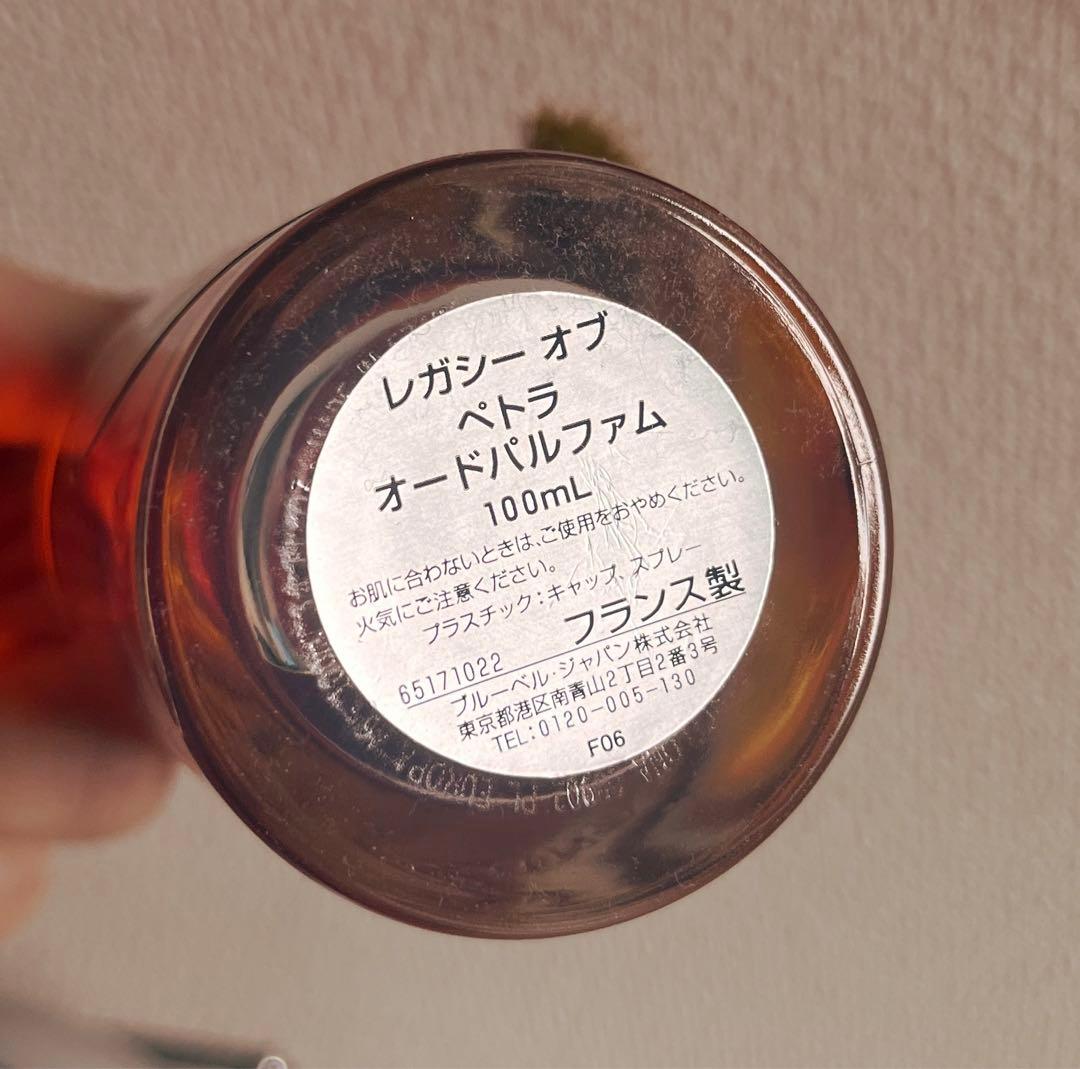 レガシー オブ
ペトラ
オードパルファム
100mL
お肌に合わないときは、ご使用をおやめください。
火気にご注意ください。
プラスチック：キャップ、スプレー
65171022 フランス製
ブルーベル・ジャパン株式会社
東京都港区南青山2丁目2番3号
TEL：0120-005-130
F06